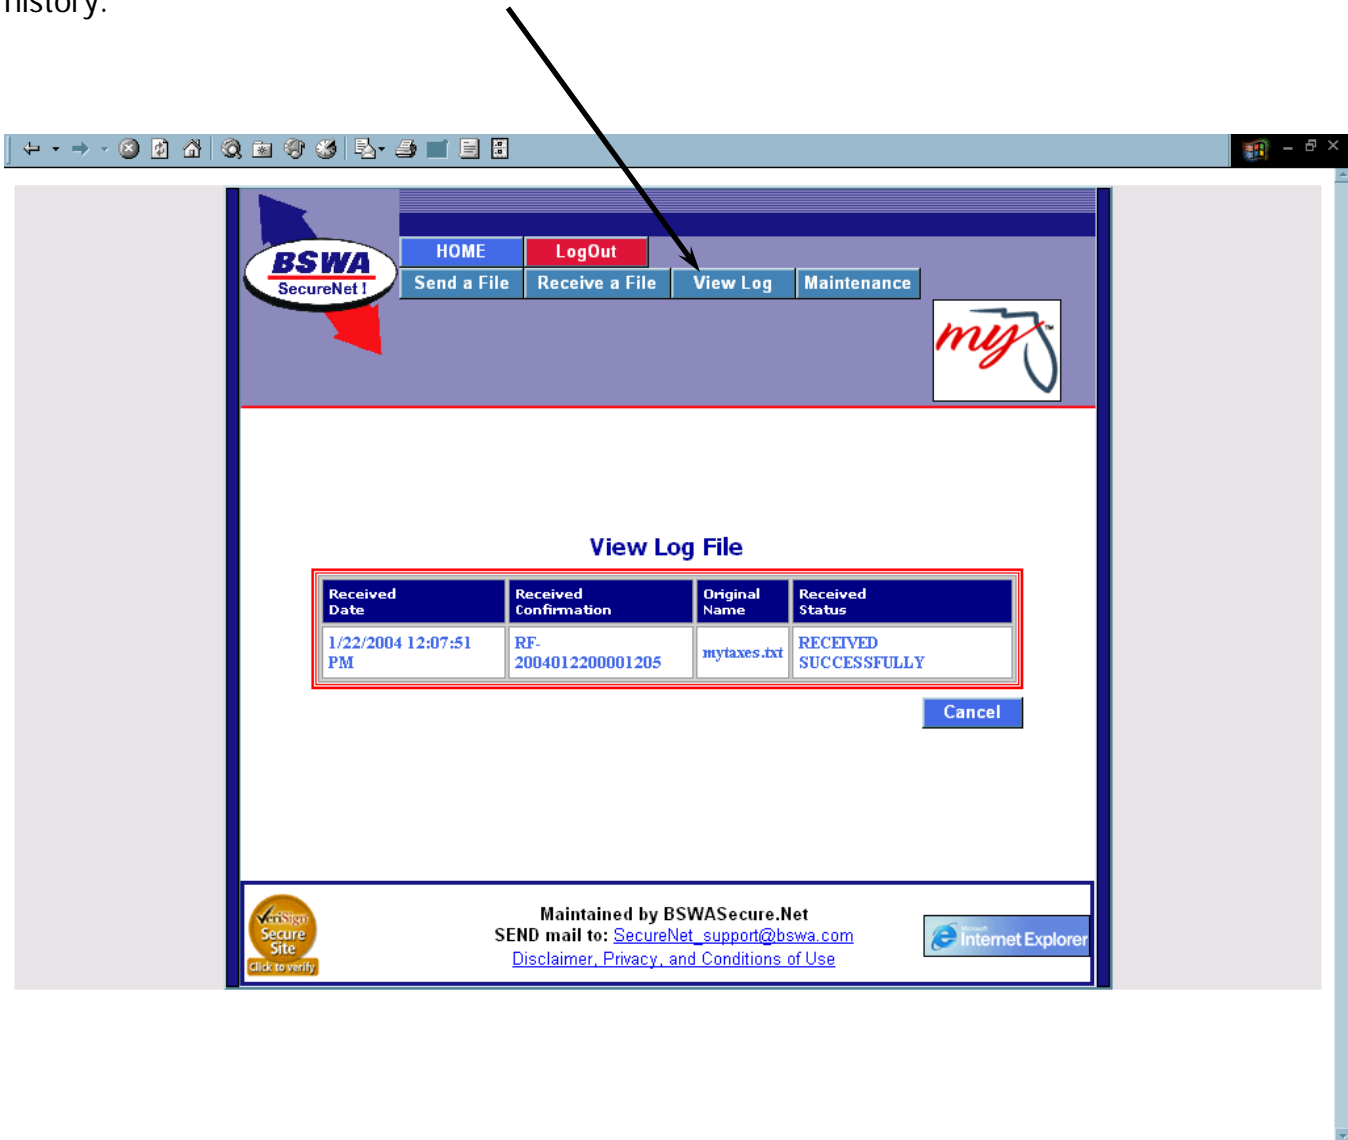 history.
HOME LogOut
BSWA
SecureNet!
Send a File Receive a File View Log Maintenance
my
TM
View Log File
Received Date Received Confirmation Original Name Received Status
1/22/2004 12:07:51 PM RF-2004012200001205 mytaxes.txt RECEIVED SUCCESSFULLY
Cancel
VeriSign
Secure
Site
Click to verify
Maintained by BSWASecure.Net
SEND mail to: SecureNet_support@bswa.com
Disclaimer, Privacy, and Conditions of Use
Microsoft
Internet Explorer